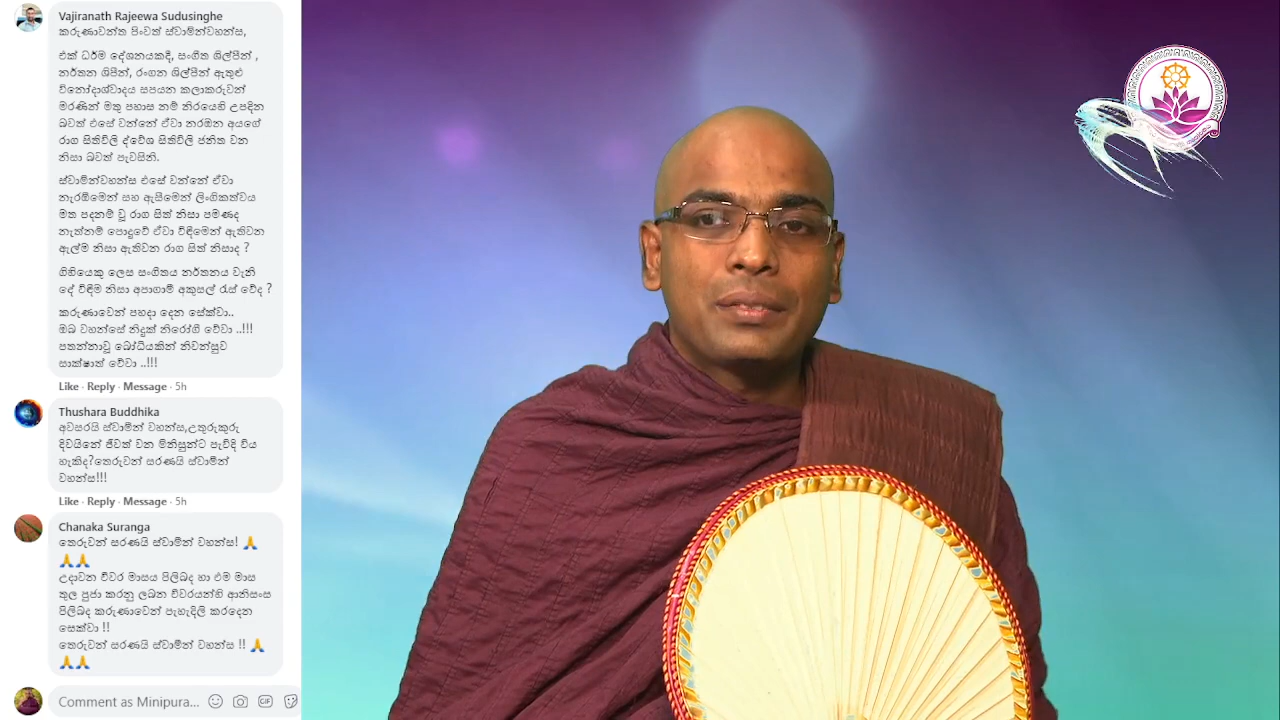 Vajiranath Rajeewa Sudusinghe
කරුණාවන්ත පිංවත් ස්වාමින්වහන්ස,
එක් ධර්ම දේශනයකදී, සංගිත ශිල්පීන් ,
නර්තන ශිපීන්, රංගන ශිල්පීන් ඇතුළු
විනෝදාශ්වාදය සපයන කලාකරුවන්
මරණින් මතු පහාස නම් නිරයෙහි උපදින
බවත් එසේ වන්නේ ඒවා නරඹන අයගේ
රාග සිතිවිලි ද්වේශ සිතිවිලි ජනිත වන
නිසා බවත් පැවසිනි.
ස්වාමින්වහන්ස එසේ වන්නේ ඒවා
නැරඹීමෙන් සහ ඇසීමෙන් ලිංගිකත්වය
මත පදනම් වූ රාග සිත් නිසා පමණද
නැත්නම් පොදුවේ ඒවා විඳීමෙන් ඇතිවන
ඇල්ම නිසා ඇතිවන රාග සිත් නිසාද ?
ගිහියෙකු ලෙස සංගීතය නර්තනය වැනි
දේ විඳීම නිසා අපාගාමී අකුසල් රැස් වේද ?
කරුණාවෙන් පහදා දෙන සේක්වා..
ඔබ වහන්සේ නිදුක් නිරෝගි වේවා ..!!!
පතන්නාවූ බෝධියකින් නිවන්සුව
සාක්ෂාත් වේවා ..!!!
Like · Reply · Message · 5h
Thushara Buddhika
අවසරයි ස්වාමීන් වහන්ස,උතුරුකුරු
දිවයිනේ ජීවත් වන මිනිසුන්ට පැවිදි විය
හැකිද?තෙරුවන් සරණයි ස්වාමීන්
වහන්ස!!!
Like · Reply · Message · 5h
Chanaka Suranga
තෙරුවන් සරණයි ස්වාමීන් වහන්ස! 🙏
🙏🙏
උදාවන චීවර මාසය පිලිබද හා එම මාස
තුල පුජා කරනු ලබන චීවරයන්හි ආනිසංස
පිලිබද කරුණාවෙන් පැහැදිලි කරදෙන
සෙක්වා !!
තෙරුවන් සරණයි ස්වාමීන් වහන්ස !! 🙏
🙏🙏
Comment as Minipura...
GIF